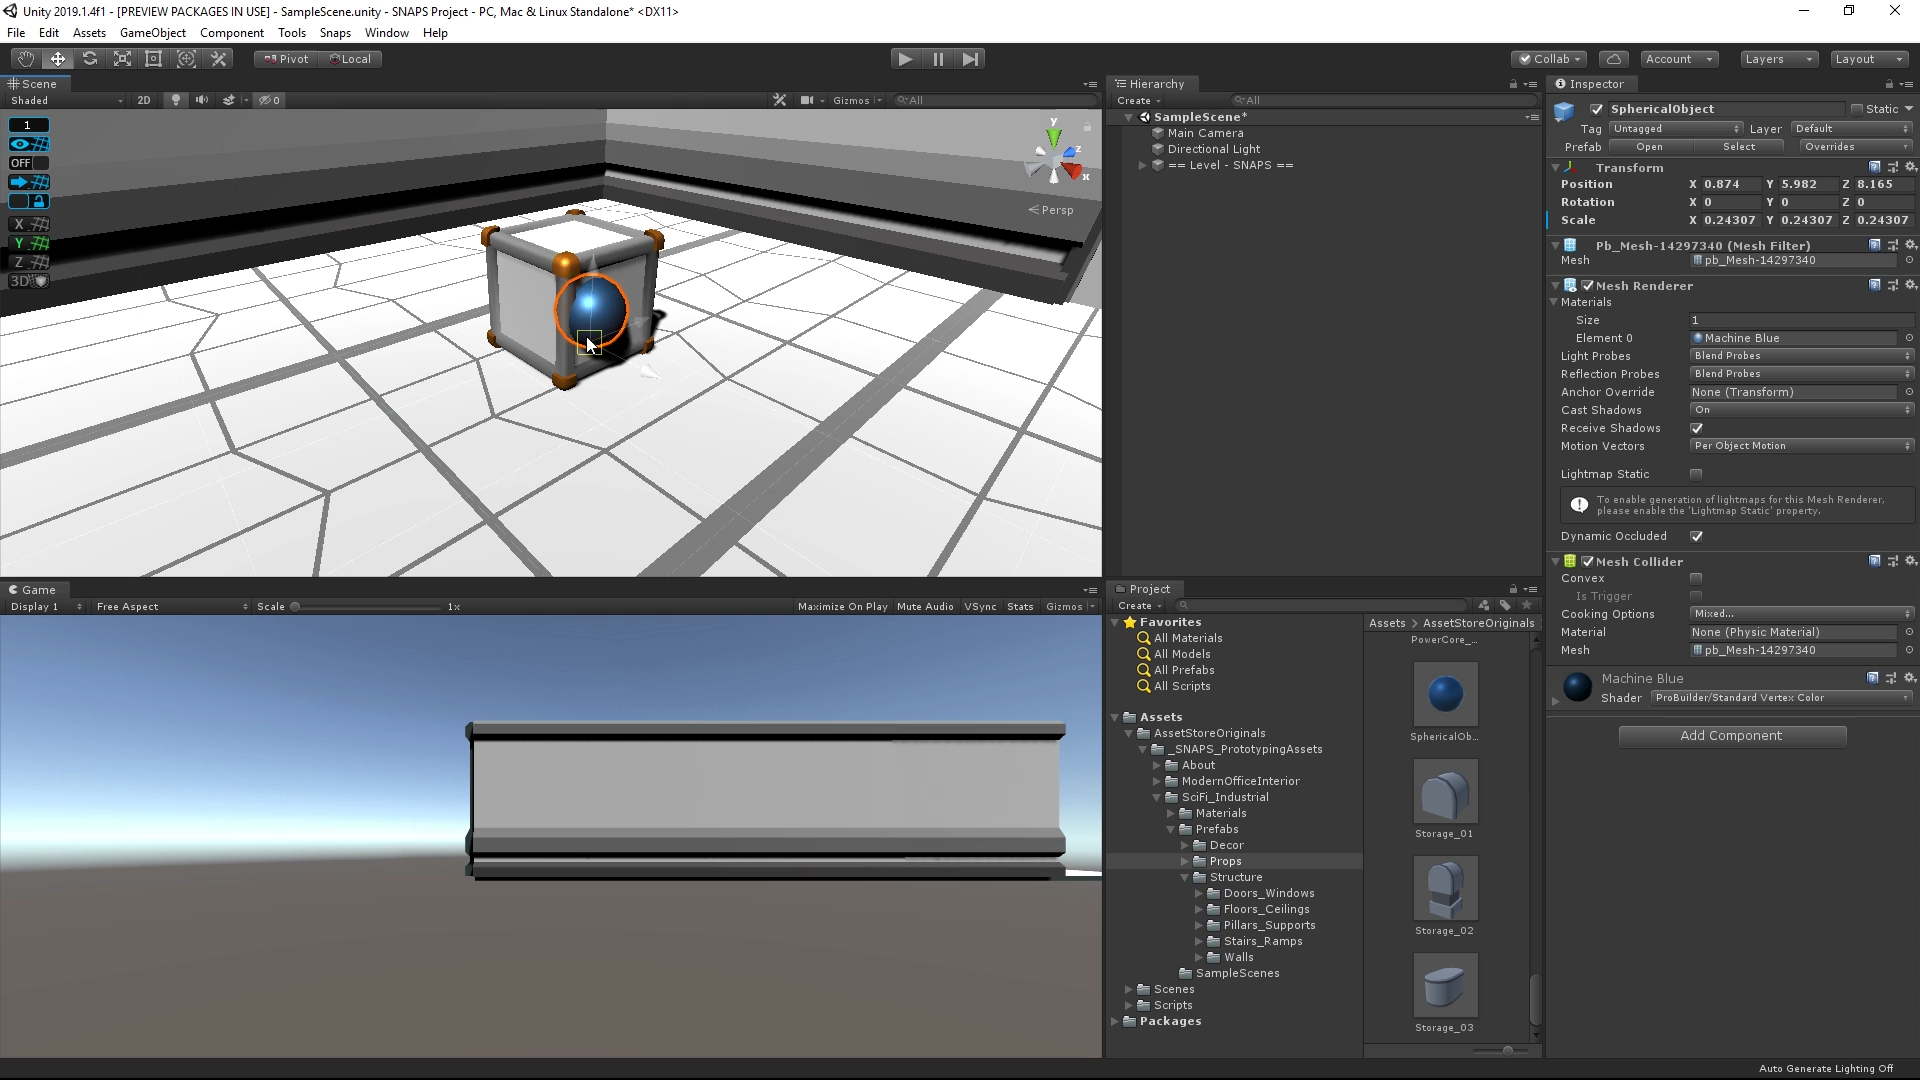 Unity 2019.1.4f1 - [PREVIEW PACKAGES IN USE] - SampleScene.unity - SNAPS Project - PC, Mac & Linux Standalone* <DX11>
File Edit Assets GameObject Component Tools Snaps Window Help
Pivot Local
Collab Account Layers Layout
Scene
Shaded 2D 0 Gizmos All
1
OFF
X
Y
Z
3D
y
z
x
Persp
Hierarchy
Create All
SampleScene*
Main Camera
Directional Light
== Level - SNAPS ==
Game
Display 1 Free Aspect Scale 1x Maximize On Play Mute Audio VSync Stats Gizmos
Project
Create
Favorites
All Materials
All Models
All Prefabs
All Scripts
Assets
AssetStoreOriginals
_SNAPS_PrototypingAssets
About
ModernOfficeInterior
SciFi_Industrial
Materials
Prefabs
Decor
Props
Structure
Doors_Windows
Floors_Ceilings
Pillars_Supports
Stairs_Ramps
Walls
SampleScenes
Scenes
Scripts
Packages
Assets > AssetStoreOriginals
PowerCore_...
SphericalOb...
Storage_01
Storage_02
Storage_03
Inspector
SphericalObject Static
Tag Untagged Layer Default
Prefab Open Select Overrides
Transform
Position X 0.874 Y 5.982 Z 8.165
Rotation X 0 Y 0 Z 0
Scale X 0.24307 Y 0.24307 Z 0.24307
Pb_Mesh-14297340 (Mesh Filter)
Mesh pb_Mesh-14297340
Mesh Renderer
Materials
Size 1
Element 0 Machine Blue
Light Probes Blend Probes
Reflection Probes Blend Probes
Anchor Override None (Transform)
Cast Shadows On
Receive Shadows
Motion Vectors Per Object Motion
Lightmap Static
To enable generation of lightmaps for this Mesh Renderer,
please enable the 'Lightmap Static' property.
Dynamic Occluded
Mesh Collider
Convex
Is Trigger
Cooking Options Mixed...
Material None (Physic Material)
Mesh pb_Mesh-14297340
Machine Blue
Shader ProBuilder/Standard Vertex Color
Add Component
Auto Generate Lighting Off